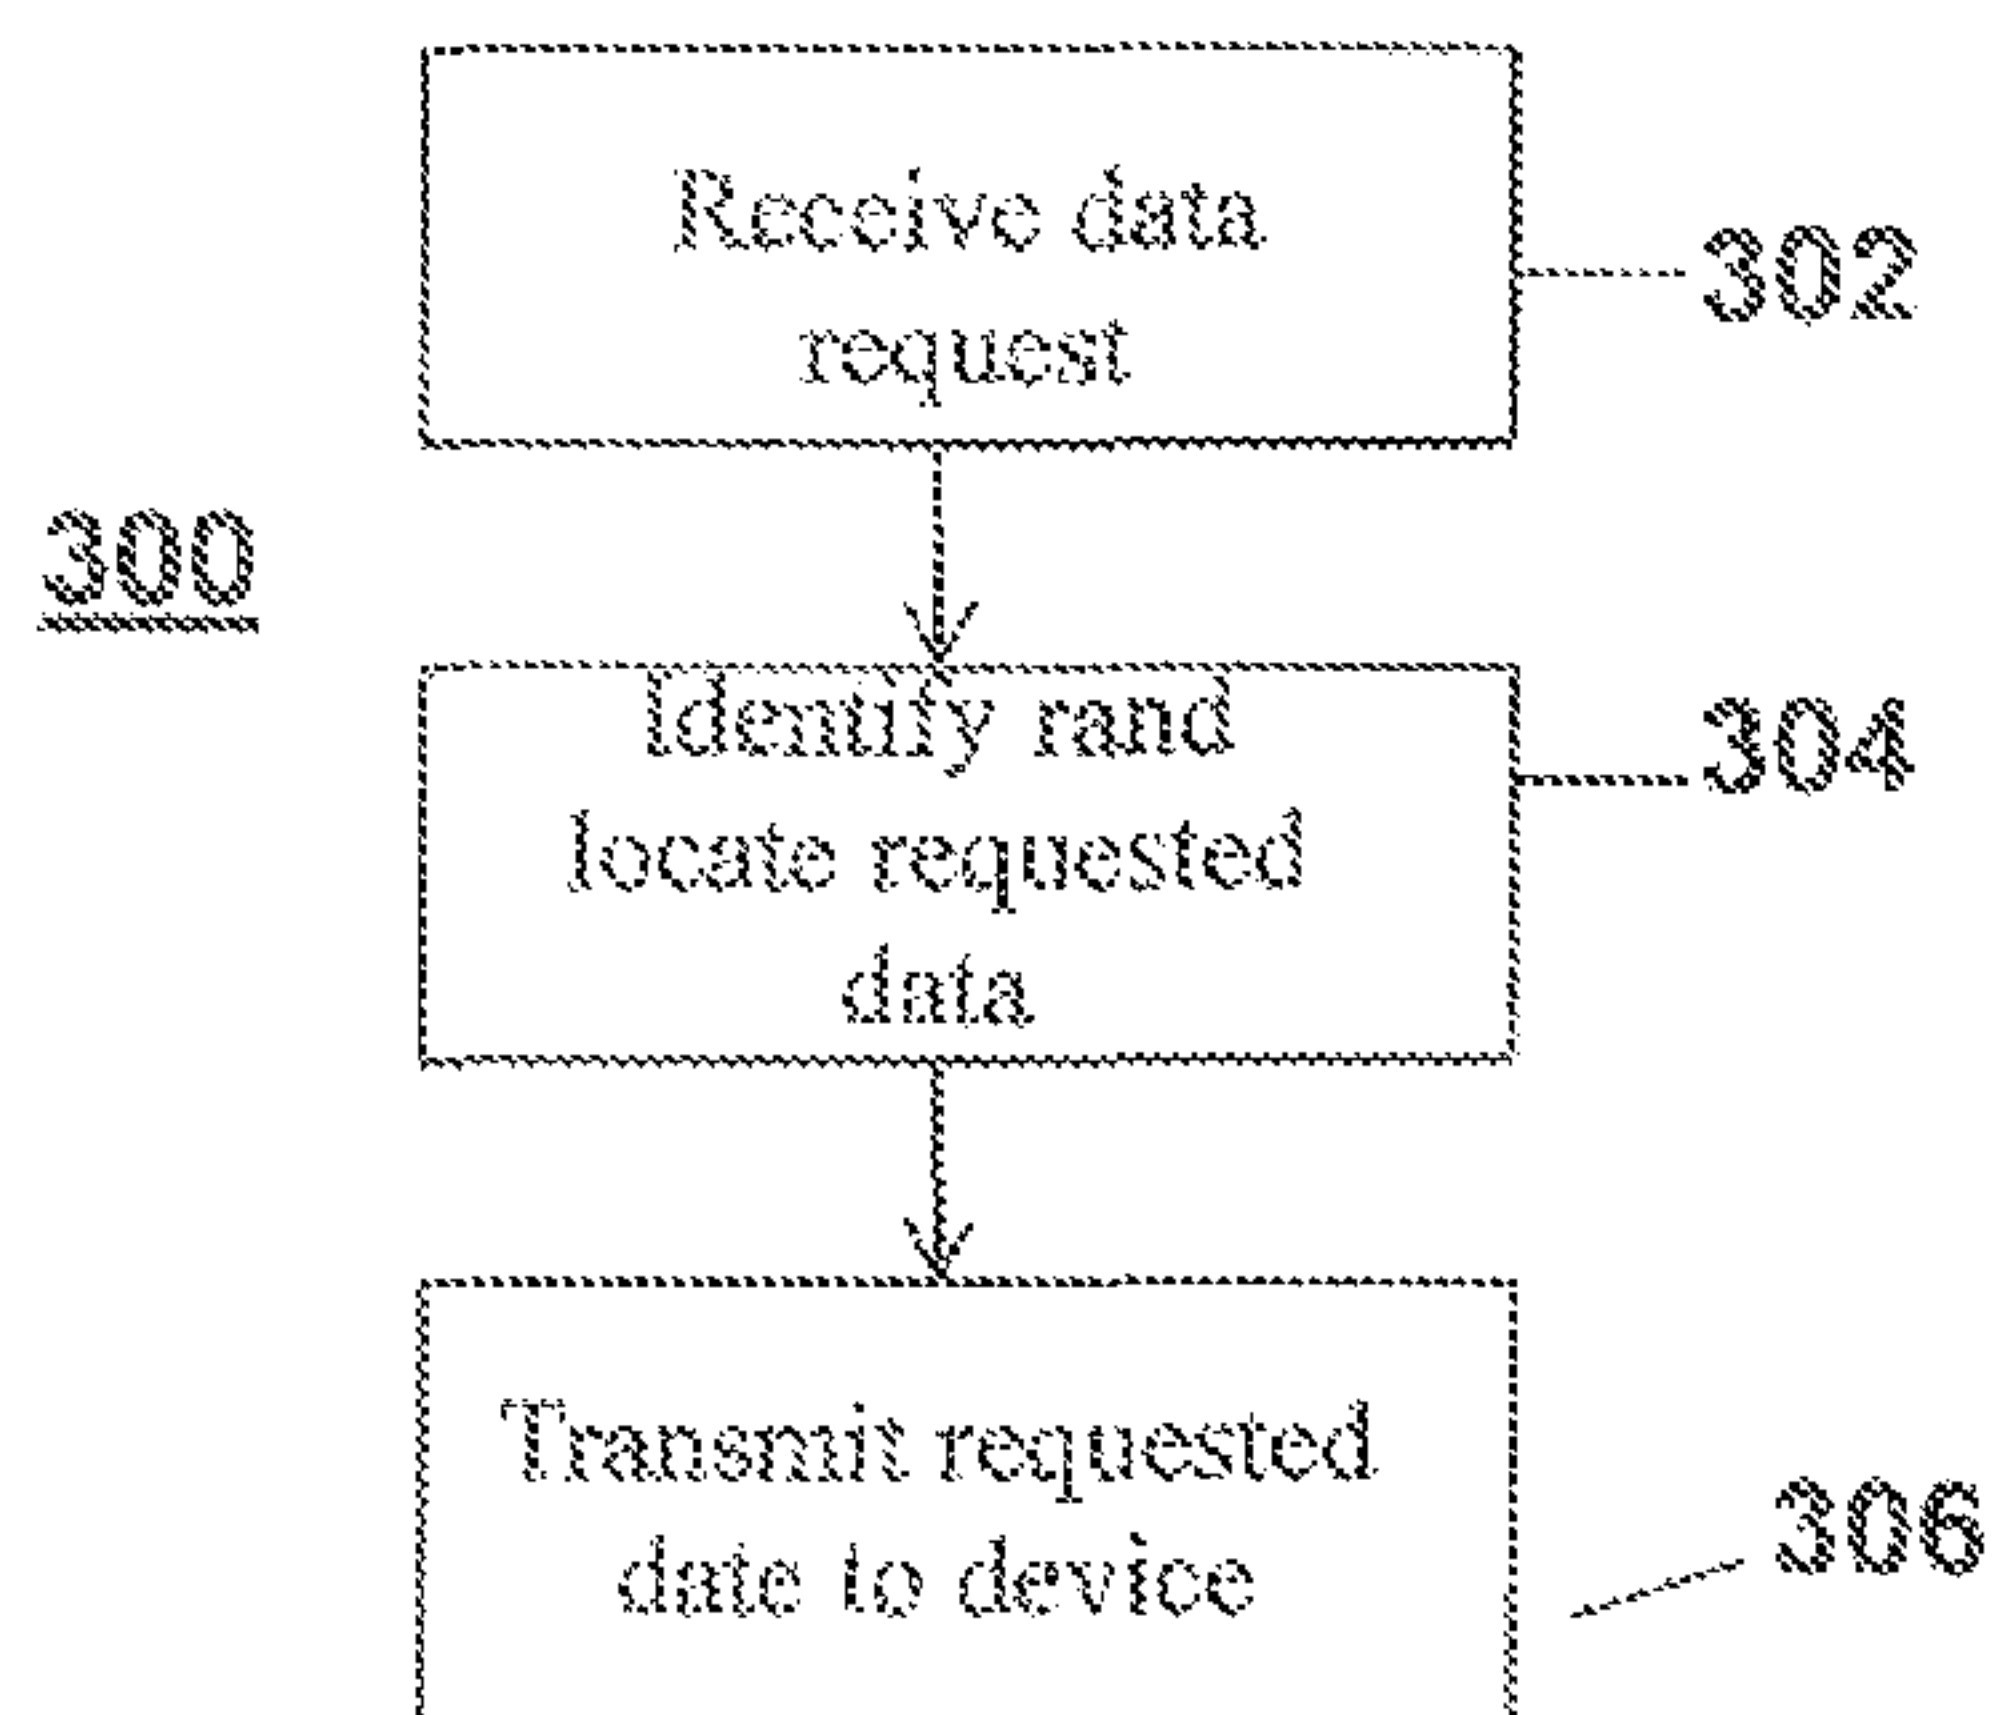 Receive data
request
302
300
Identify rand
locate requested
data
304
Transmit requested
date to device
306